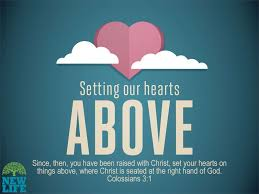 Setting our hearts
ABOVE
Since, then, you have been raised with Christ, set your hearts on
things above, where Christ is seated at the right hand of God.
Colossians 3:1
NEW
LIFE